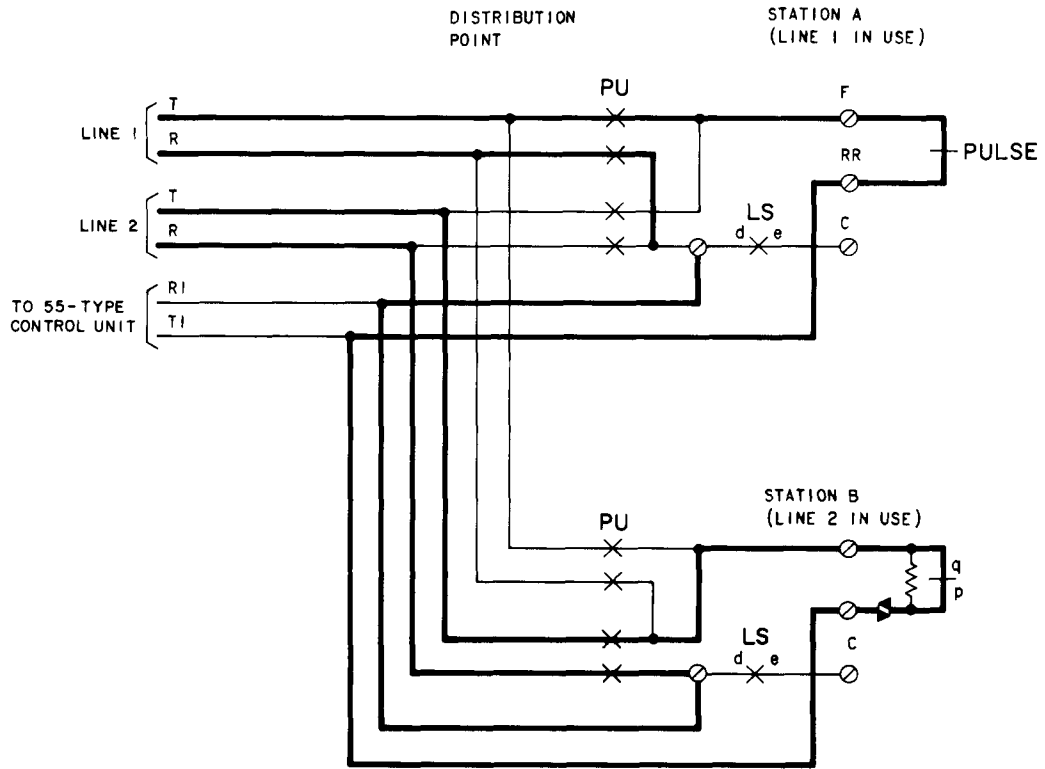 DISTRIBUTION
POINT
STATION A
(LINE 1 IN USE)
PU
F
T
LINE 1
R
RR
PULSE
T
LINE 2
R
LS
d e
C
TO 55-TYPE
CONTROL UNIT
R1
T1
STATION B
(LINE 2 IN USE)
PU
q
p
LS
d e
C